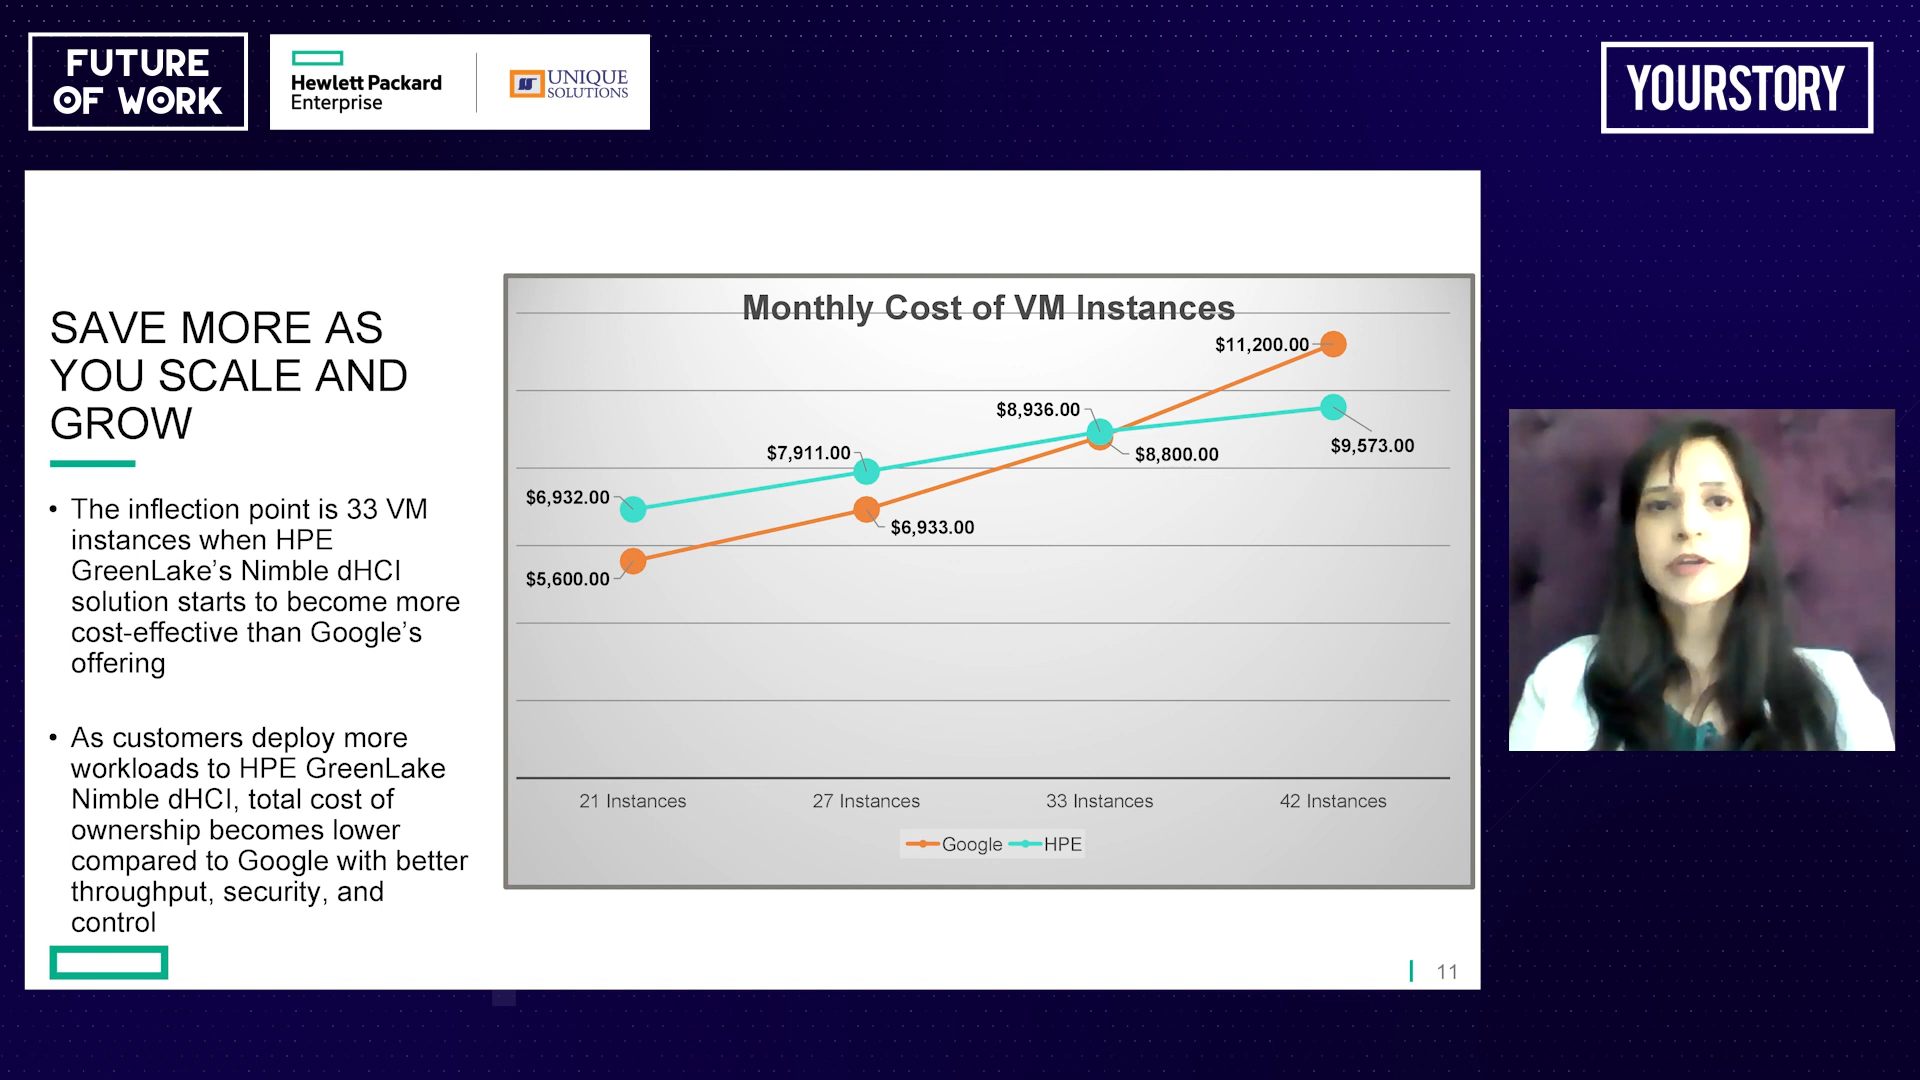 FUTURE
OF WORK
Hewlett Packard
Enterprise
UNIQUE
SOLUTIONS
YOURSTORY
SAVE MORE AS
YOU SCALE AND
GROW
• The inflection point is 33 VM
instances when HPE
GreenLake’s Nimble dHCI
solution starts to become more
cost-effective than Google’s
offering
• As customers deploy more
workloads to HPE GreenLake
Nimble dHCI, total cost of
ownership becomes lower
compared to Google with better
throughput, security, and
control
Monthly Cost of VM Instances
$11,200.00
$8,936.00
$7,911.00
$9,573.00
$8,800.00
$6,932.00
$6,933.00
$5,600.00
21 Instances
27 Instances
33 Instances
42 Instances
Google
HPE
11